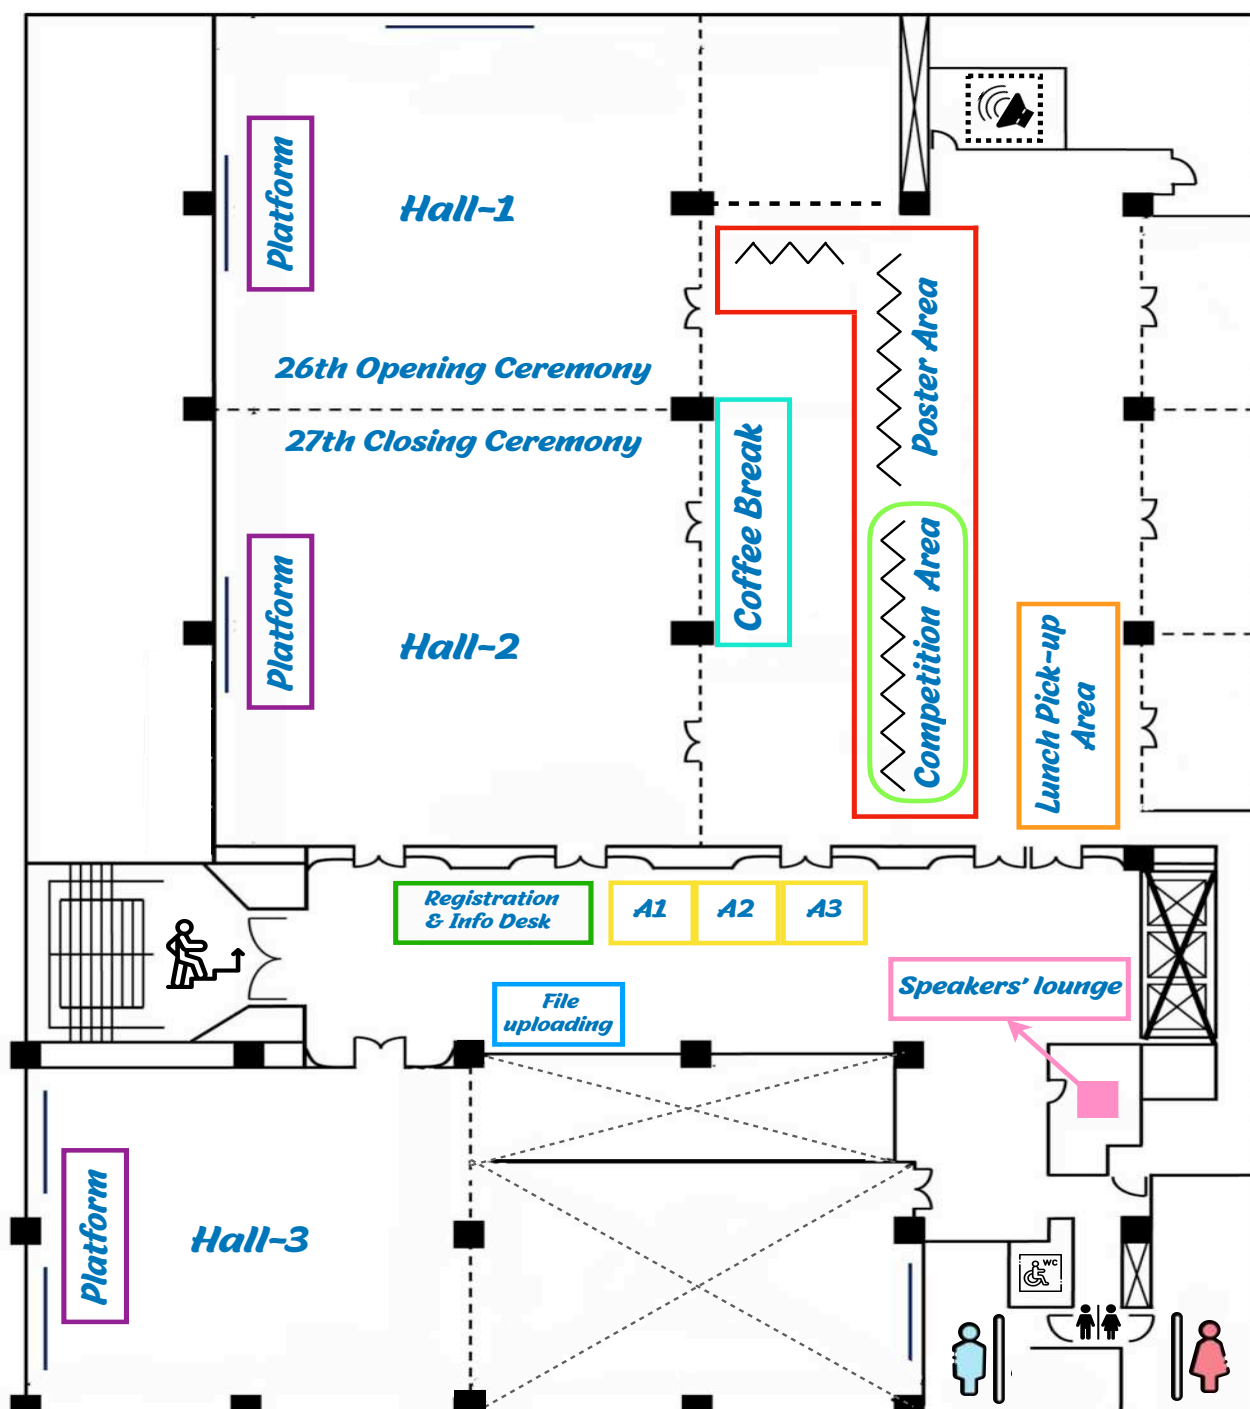 Platform
Hall-1
26th Opening Ceremony
27th Closing Ceremony
Platform
Hall-2
Coffee Break
Poster Area
Competition Area
Lunch Pick-up
Area
Registration
& Info Desk
A1
A2
A3
File
uploading
Speakers' lounge
Platform
Hall-3
WC